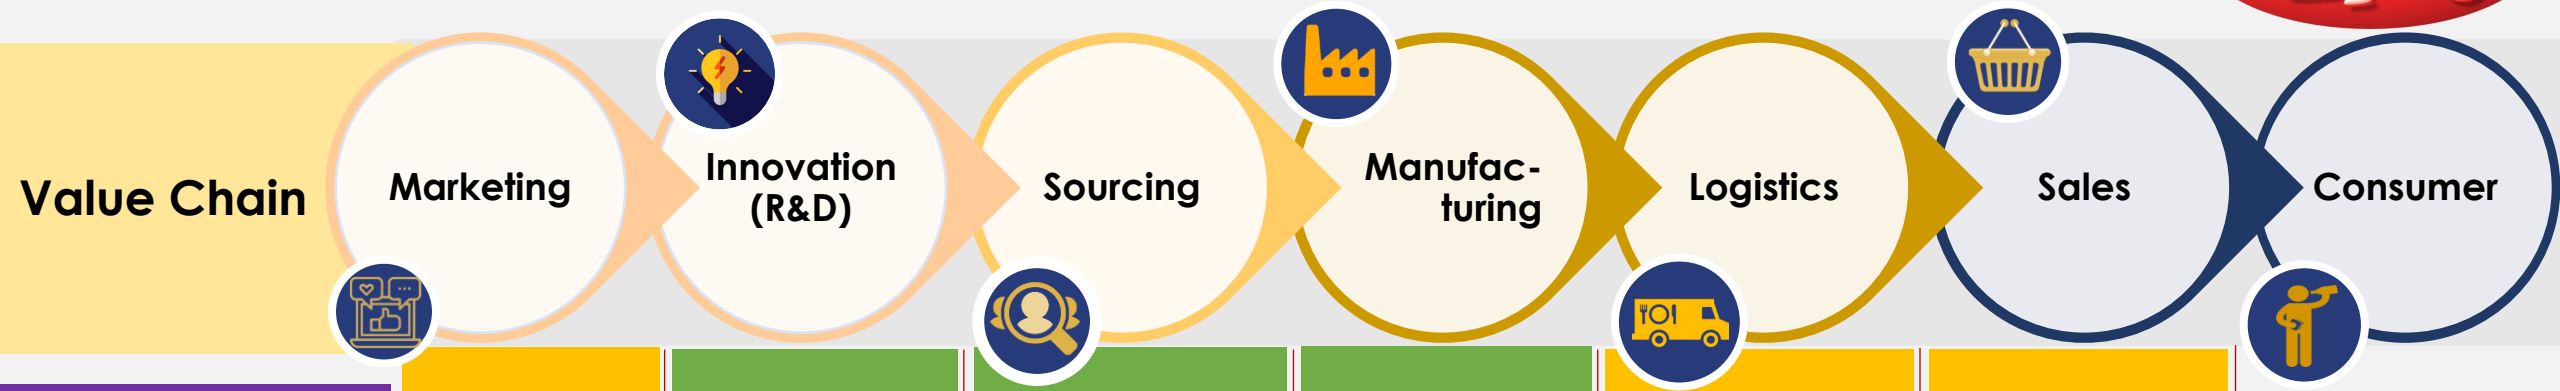 Value Chain
Marketing
Innovation
(R&D)
Sourcing
Manufac-
turing
Logistics
Sales
Consumer